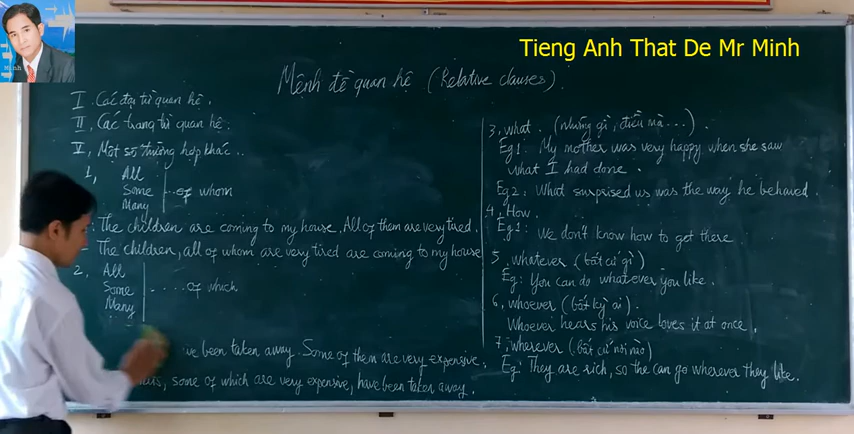 Tieng Anh That De Mr Minh
minh
Mệnh đề quan hệ (Relative clauses).
I. Các đại từ quan hệ.
II. Các trạng từ quan hệ.
V, Một số trường hợp khác..
1, All
Some ... of whom
Many
- The children are coming to my house. All of them are very tired.
- The children, all of whom are very tired are coming to my house
2, All
Some .... of which
Many
've been taken away. Some of them are very expensive.
some of which are very expensive, have been taken away.
3, what. (những gì, điều mà...).
Eg1. My mother was very happy when she saw
what I had done.
Eg2: What surprised us was the way he behaved.
4, How.
Eg1: We don't know how to get there.
5, whatever (bất cứ gì)
Eg: You can do whatever you like.
6, whoever (bất kỳ ai).
Whoever hears his voice loves it at once.
7, wherever (bất cứ nơi nào)
Eg: They are rich, so the can go wherever they like.